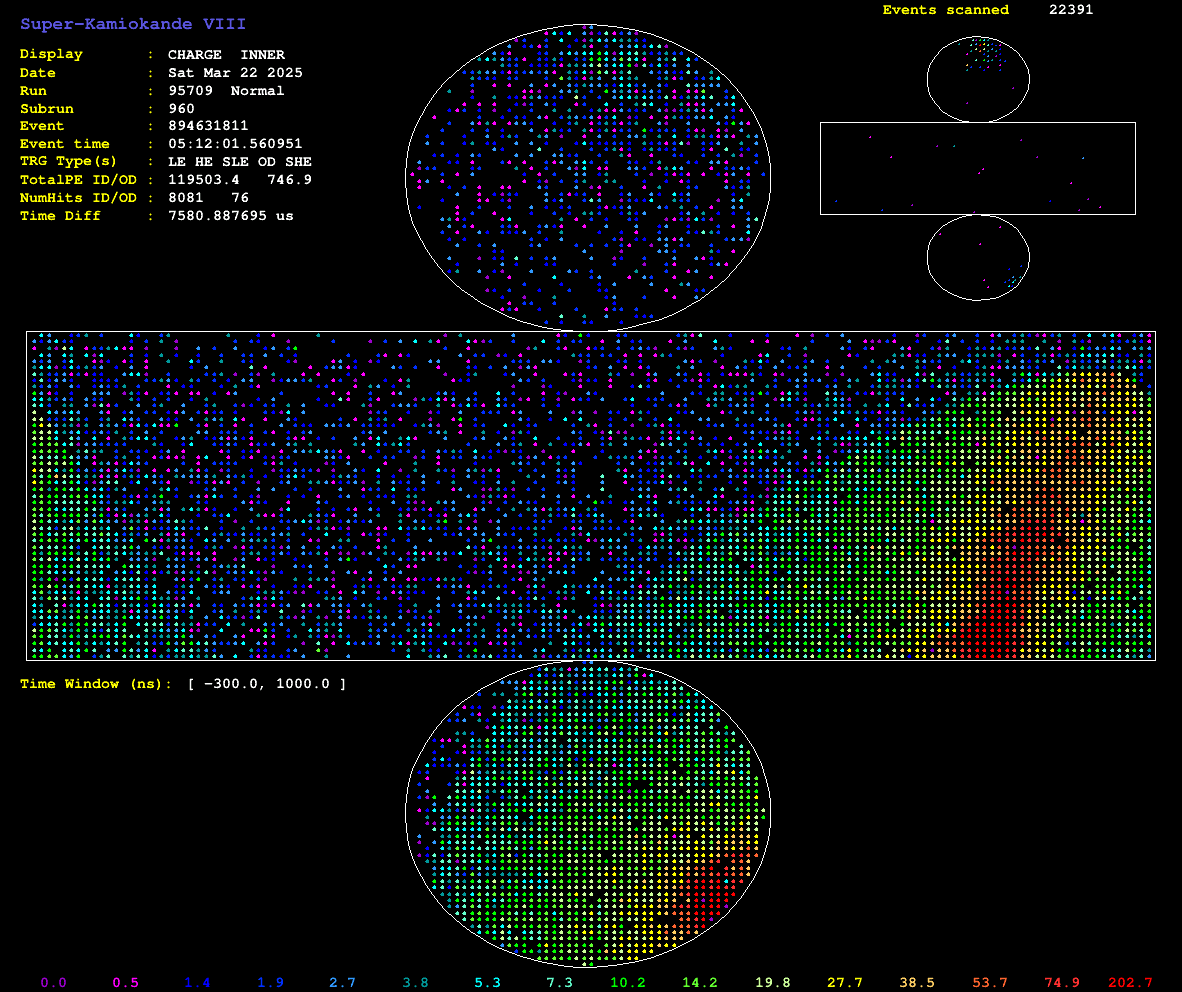 Super-Kamiokande VIII
Events scanned 22391
Display : CHARGE INNER
Date : Sat Mar 22 2025
Run : 95709 Normal
Subrun : 960
Event : 894631811
Event time : 05:12:01.560951
TRG Type(s) : LE HE SLE OD SHE
TotalPE ID/OD : 119503.4 746.9
NumHits ID/OD : 8081 76
Time Diff : 7580.887695 us
Time Window (ns): [ −300.0, 1000.0 ]
0.0 0.5 1.4 1.9 2.7 3.8 5.3 7.3 10.2 14.2 19.8 27.7 38.5 53.7 74.9 202.7